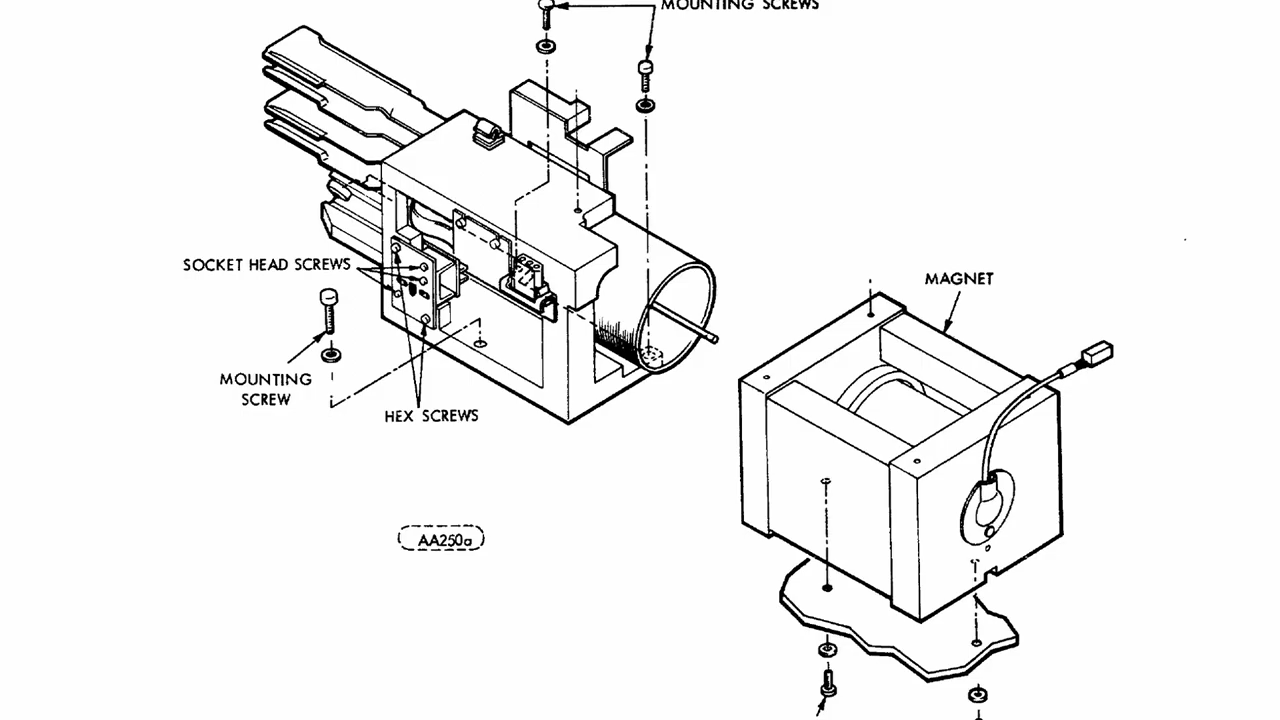 MOUNTING SCREWS
SOCKET HEAD SCREWS
MAGNET
MOUNTING
SCREW
HEX SCREWS
AA250a